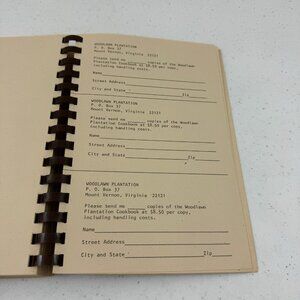 WOODLAWN PLANTATION
P. O. Box 37
Mount Vernon, Virginia 22121
Please send me ______ copies of the Woodlawn
Plantation Cookbook at $8.50 per copy,
including handling costs.
Name
Street Address
City and State Zip
WOODLAWN PLANTATION
P. O. Box 37
Mount Vernon, Virginia 22121
Please send me ______ copies of the Woodlawn
Plantation Cookbook at $8.50 per copy,
including handling costs.
Name
Street Address
City and State Zip
WOODLAWN PLANTATION
P. O. Box 37
Mount Vernon, Virginia 22121
Please send me ______ copies of the Woodlawn
Plantation Cookbook at $8.50 per copy,
including handling costs.
Name
Street Address
City and State Zip